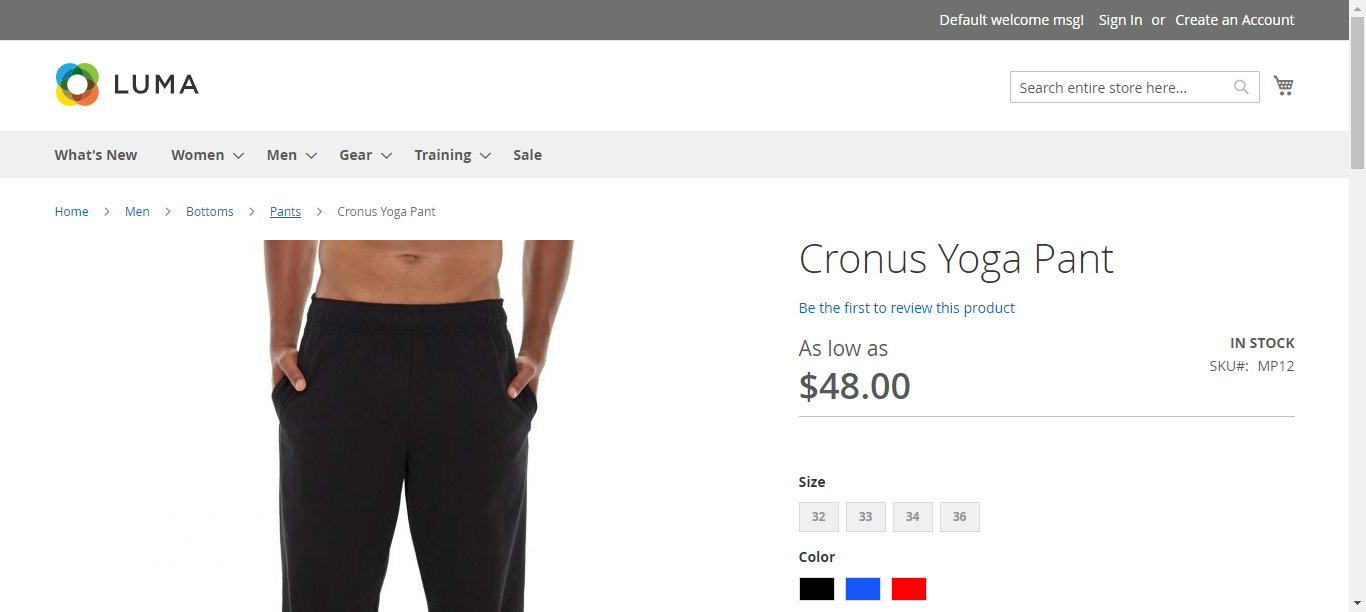 Default welcome msg! Sign In or Create an Account
LUMA
Search entire store here...
What's New Women Men Gear Training Sale
Home > Men > Bottoms > Pants > Cronus Yoga Pant
Cronus Yoga Pant
Be the first to review this product
As low as
$48.00
IN STOCK
SKU#: MP12
Size
32 33 34 36
Color